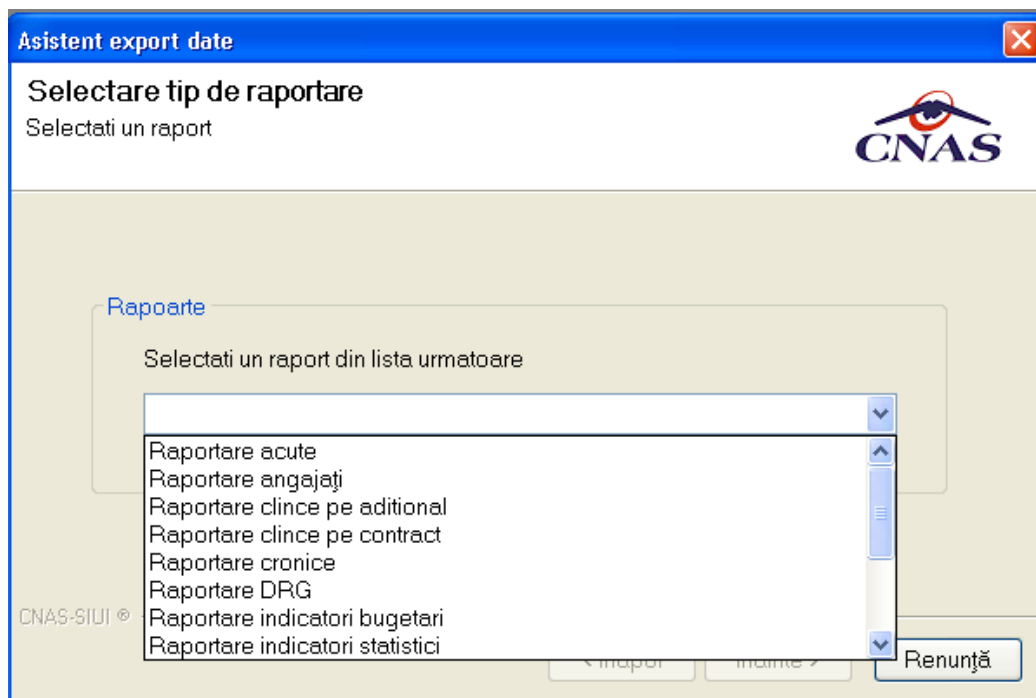 Asistent export date
Selectare tip de raportare
Selectati un raport
CNAS
Rapoarte
Selectati un raport din lista urmatoare
Raportare acute
Raportare angajaţi
Raportare clince pe aditional
Raportare clince pe contract
Raportare cronice
Raportare DRG
Raportare indicatori bugetari
Raportare indicatori statistici
CNAS-SIUI ®
Renunţă